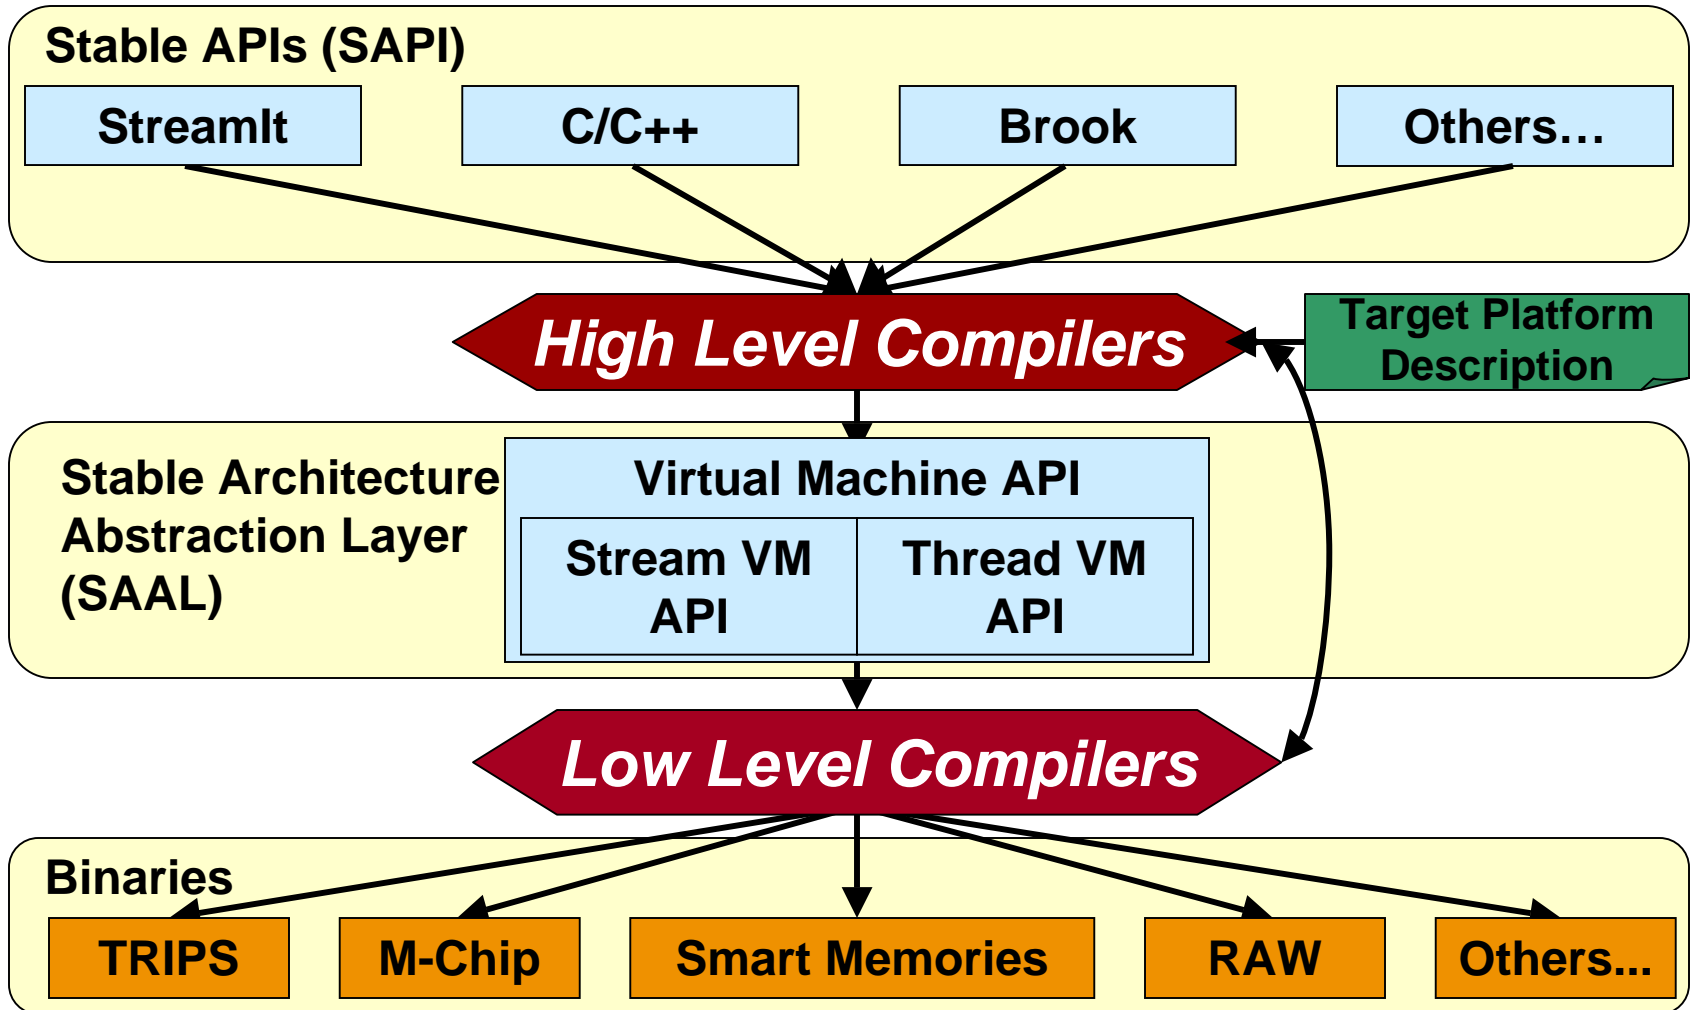 Stable APIs (SAPI)
StreamIt
C/C++
Brook
Others…
High Level Compilers
Target Platform
Description
Stable Architecture
Abstraction Layer
(SAAL)
Virtual Machine API
Stream VM
API
Thread VM
API
Low Level Compilers
Binaries
TRIPS
M-Chip
Smart Memories
RAW
Others...